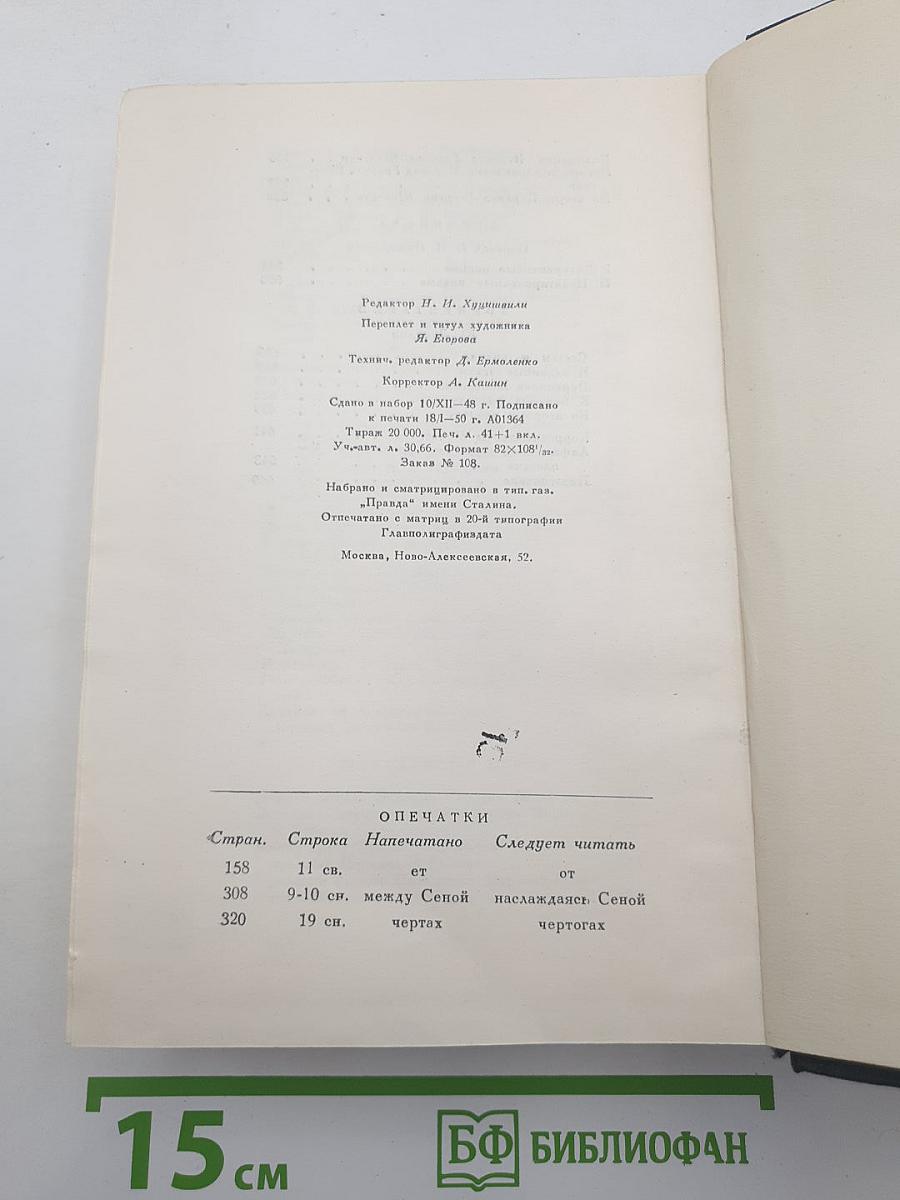 Редактор Н. И. Хуцишвили
Переплет и титул художника
Я. Егорова
Технич. редактор Д. Ермоленко
Корректор А. Кашин
Сдано в набор 10/XII—48 г. Подписано
к печати 18/I—50 г. А01364
Тираж 20 000. Печ. л. 41+1 вкл.
Уч.-авт. л. 30,66. Формат 82×108¹/₃₂.
Заказ № 108.
Набрано и сматрицировано в тип. газ.
„Правда“ имени Сталина.
Отпечатано с матриц в 20-й типографии
Главполиграфиздата
Москва, Ново-Алексеевская, 52.
ОПЕЧАТКИ
Стран. Строка Напечатано Следует читать
158 11 св. ет от
308 9-10 сн. между Сеной наслаждаясь Сеной
320 19 сн. чертах чертогах
15 см БФ БИБЛИОФАН